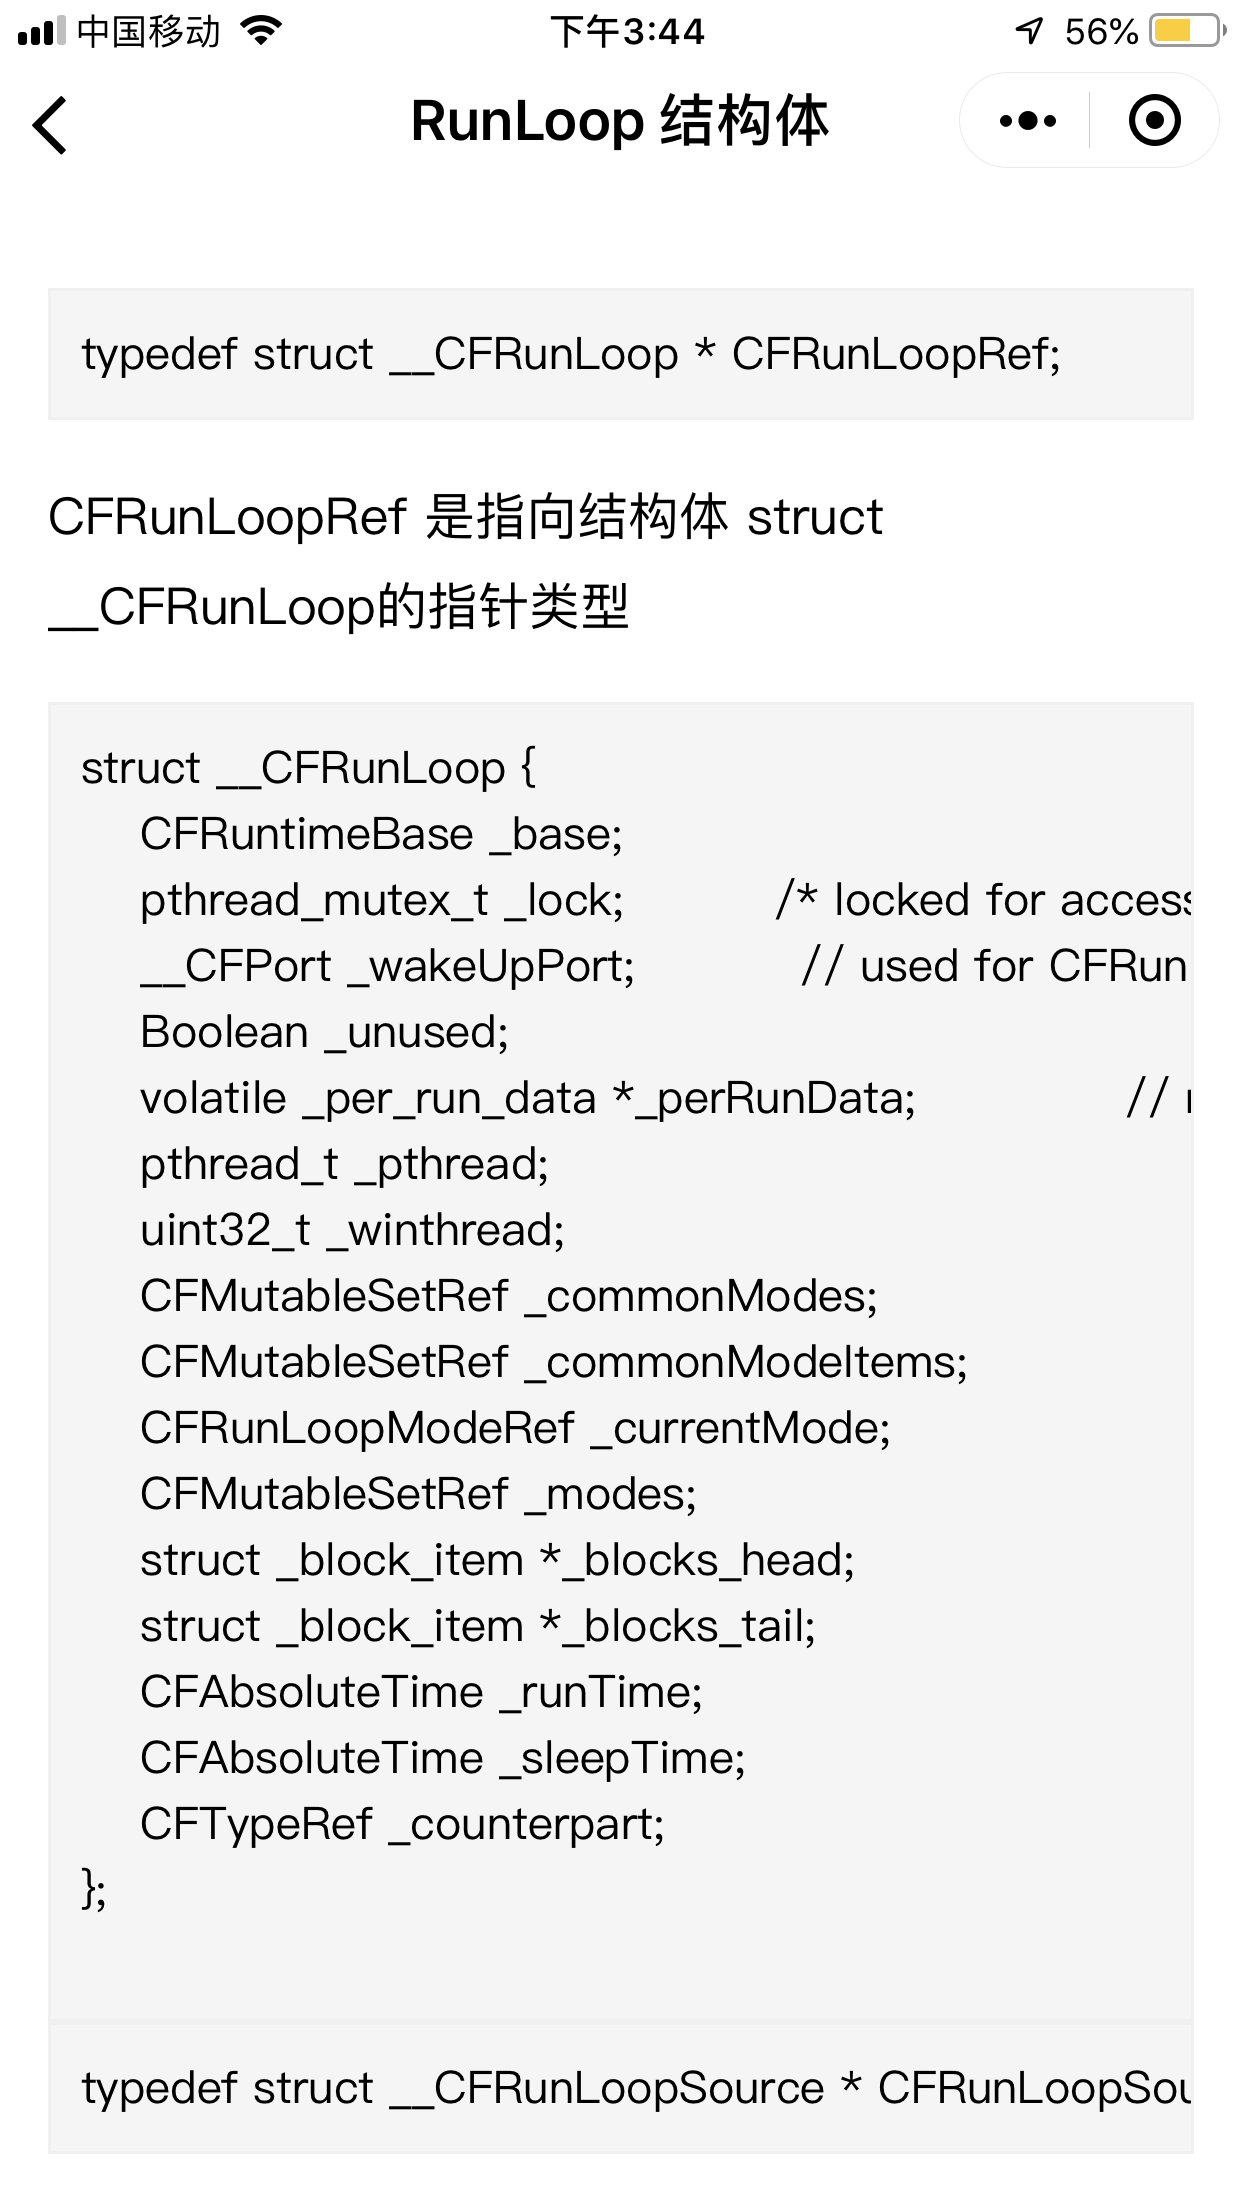 中国移动
下午3:44
56%
RunLoop 结构体
typedef struct __CFRunLoop * CFRunLoopRef;
CFRunLoopRef 是指向结构体 struct
__CFRunLoop的指针类型
struct __CFRunLoop {
CFRuntimeBase _base;
pthread_mutex_t _lock; /* locked for access
__CFPort _wakeUpPort; // used for CFRun
Boolean _unused;
volatile _per_run_data *_perRunData; //
pthread_t _pthread;
uint32_t _winthread;
CFMutableSetRef _commonModes;
CFMutableSetRef _commonModeItems;
CFRunLoopModeRef _currentMode;
CFMutableSetRef _modes;
struct _block_item *_blocks_head;
struct _block_item *_blocks_tail;
CFAbsoluteTime _runTime;
CFAbsoluteTime _sleepTime;
CFTypeRef _counterpart;
};
typedef struct __CFRunLoopSource * CFRunLoopSou